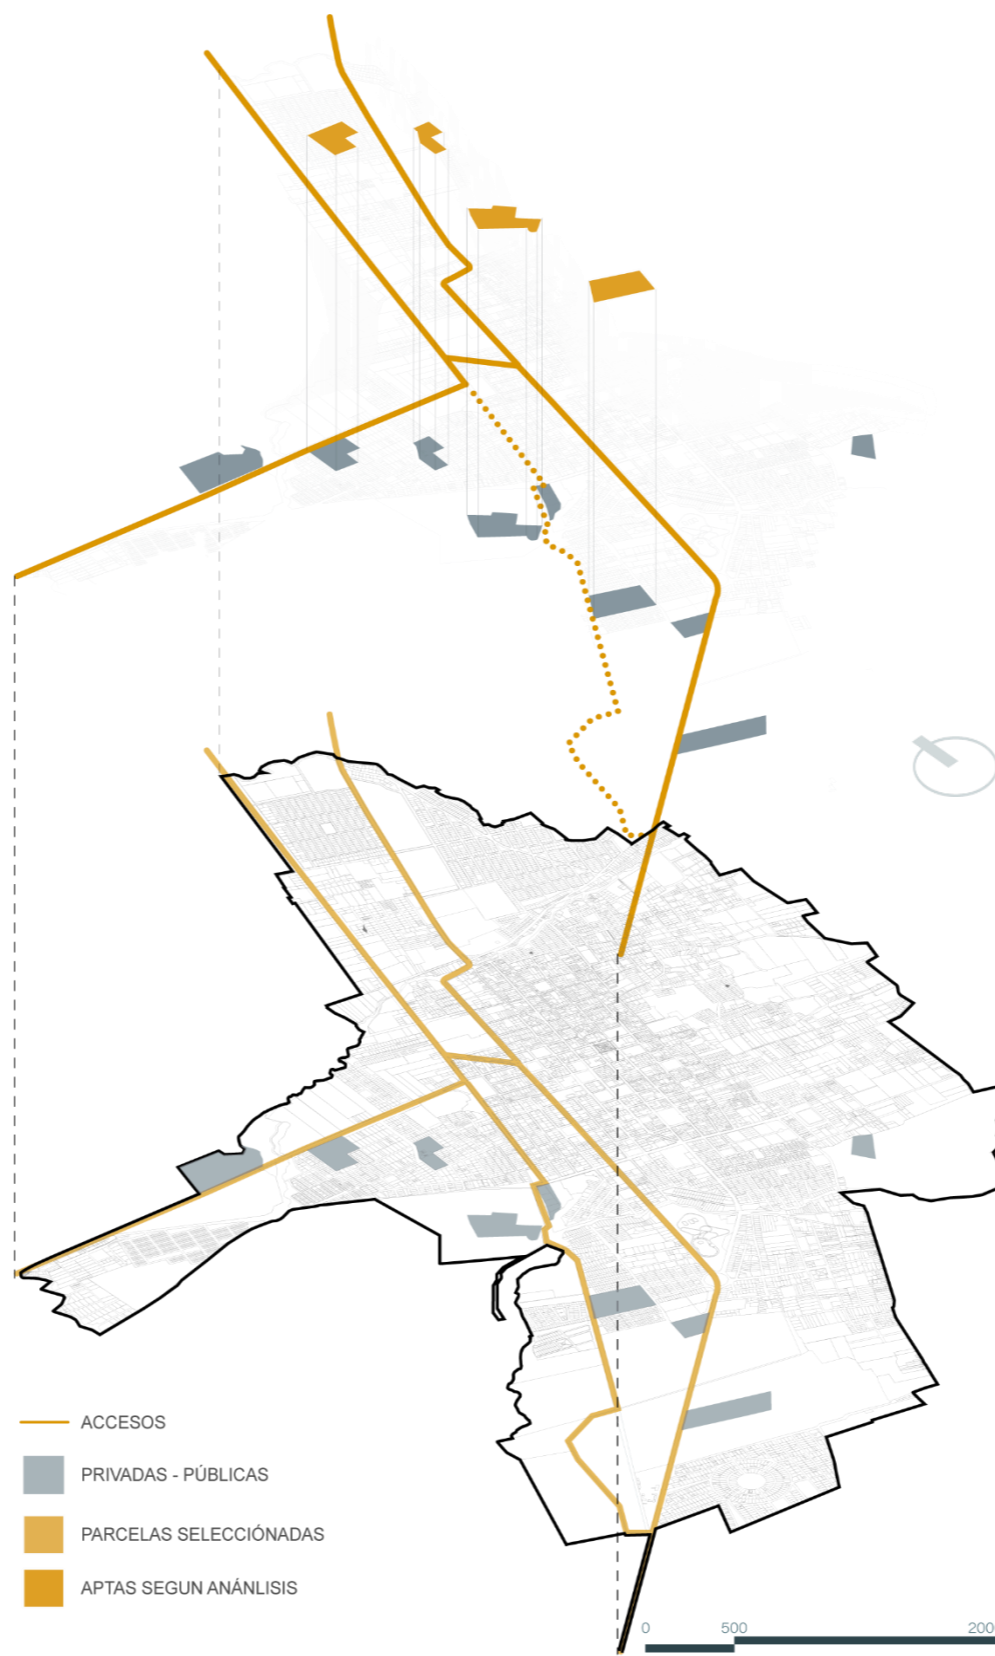 ACCESOS
PRIVADAS - PÚBLICAS
PARCELAS SELECCIÓNADAS
APTAS SEGUN ANÁNLISIS
0 500 200